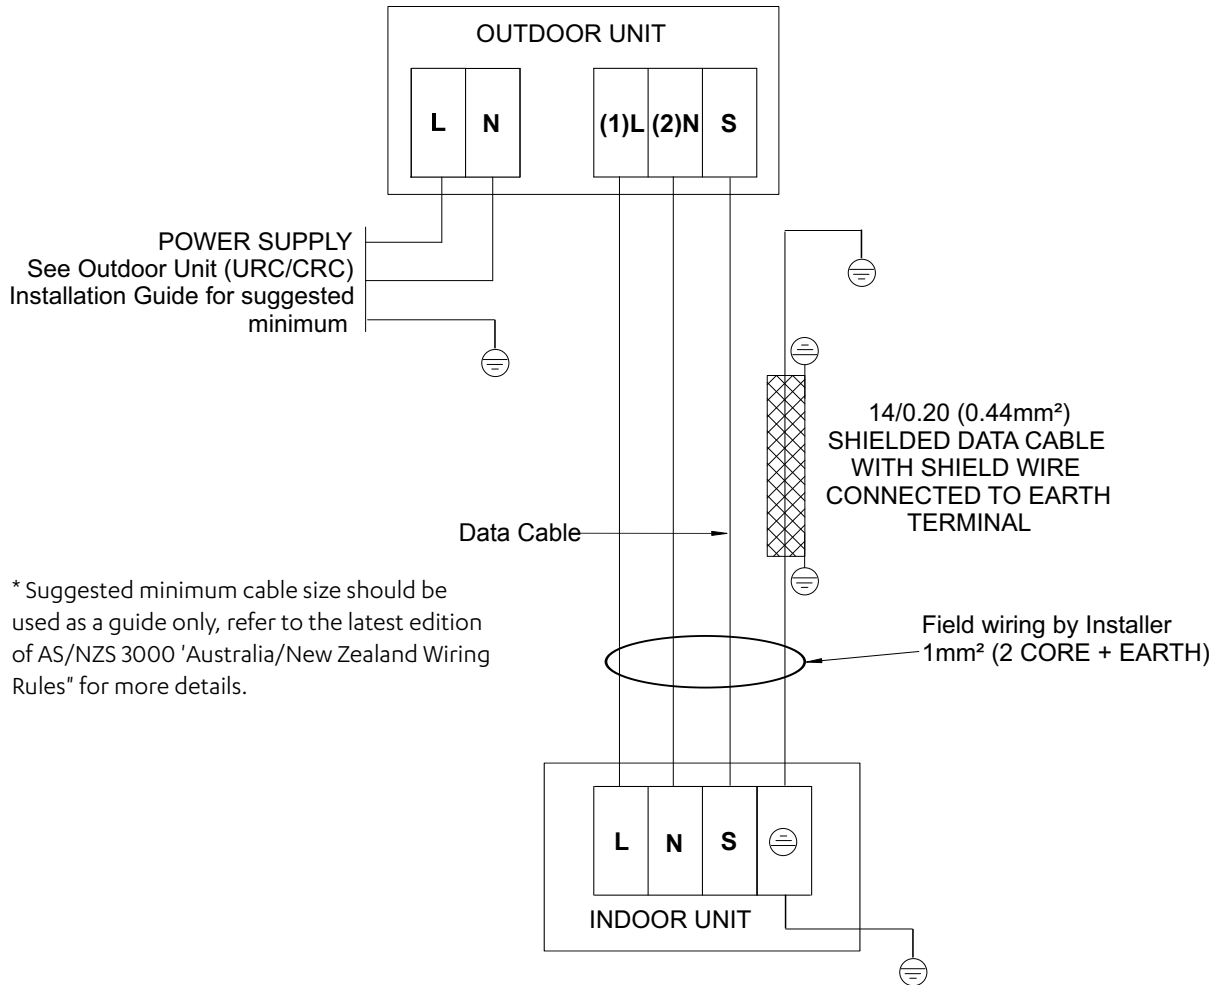 OUTDOOR UNIT
L N (1)L (2)N S
POWER SUPPLY
See Outdoor Unit (URC/CRC)
Installation Guide for suggested
minimum
14/0.20 (0.44mm²)
SHIELDED DATA CABLE
WITH SHIELD WIRE
CONNECTED TO EARTH
TERMINAL
Data Cable
* Suggested minimum cable size should be
used as a guide only, refer to the latest edition
of AS/NZS 3000 'Australia/New Zealand Wiring
Rules" for more details.
Field wiring by Installer
1mm² (2 CORE + EARTH)
L N S
INDOOR UNIT